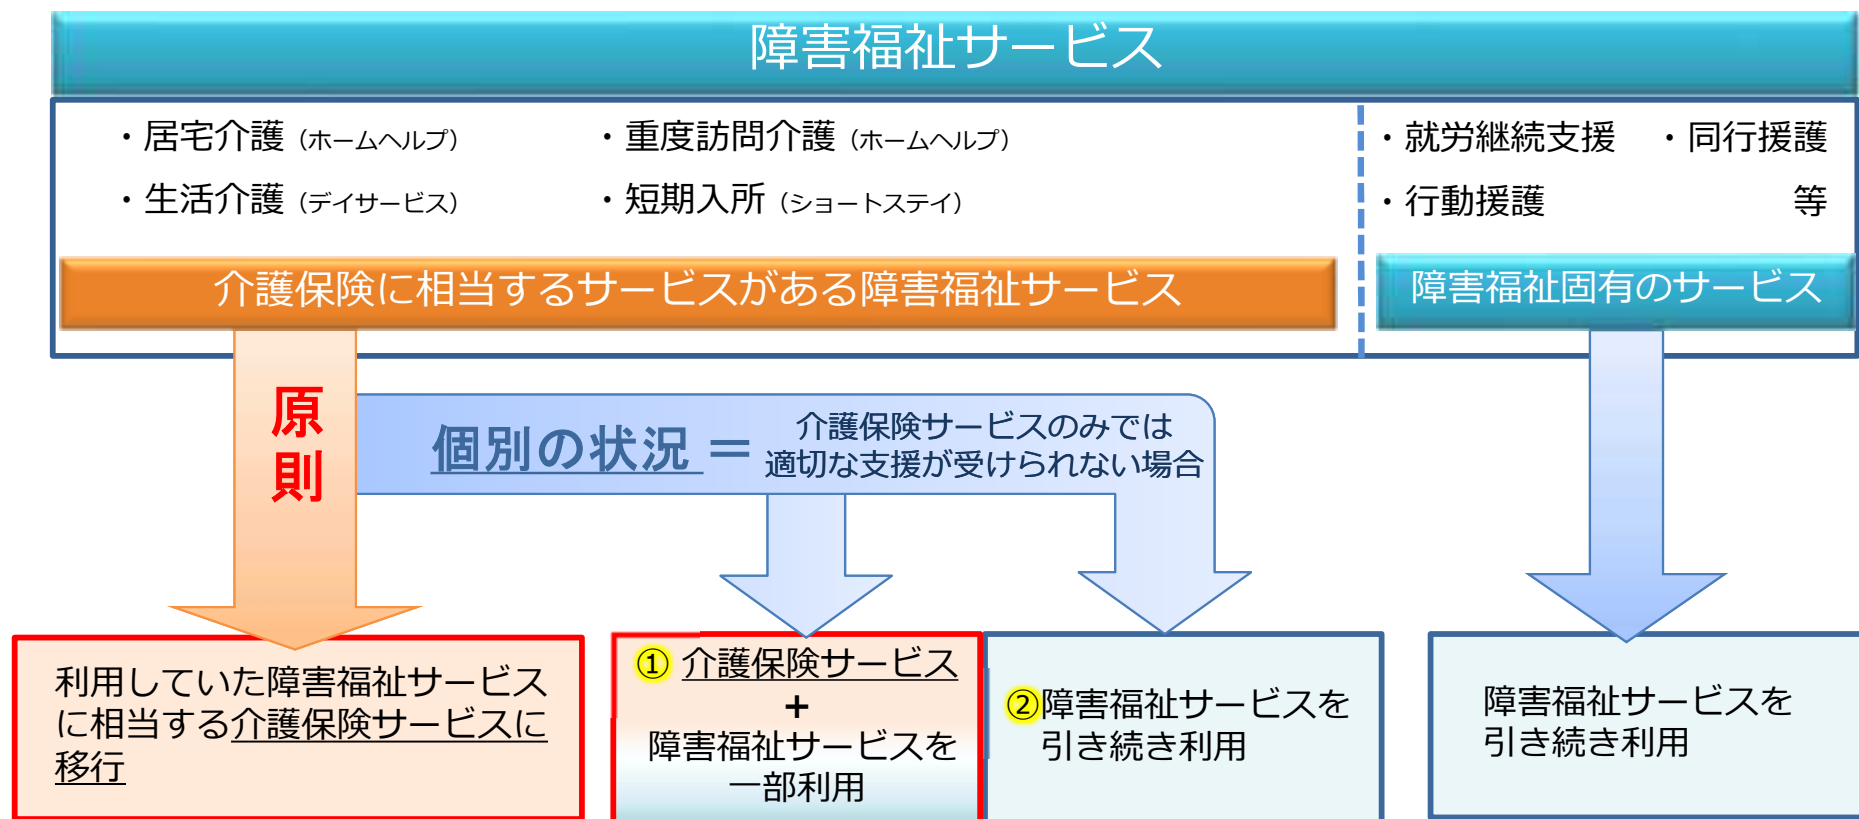 障害福祉サービス
・居宅介護（ホームヘルプ） ・重度訪問介護（ホームヘルプ）
・生活介護（デイサービス） ・短期入所（ショートステイ）
・就労継続支援 ・同行援護
・行動援護 等
介護保険に相当するサービスがある障害福祉サービス
障害福祉固有のサービス
原
則
個別の状況＝
介護保険サービスのみでは
適切な支援が受けられない場合
利用していた障害福祉サービス
に相当する介護保険サービスに
移行
① 介護保険サービス
+
障害福祉サービスを
一部利用
②障害福祉サービスを
引き続き利用
障害福祉サービスを
引き続き利用